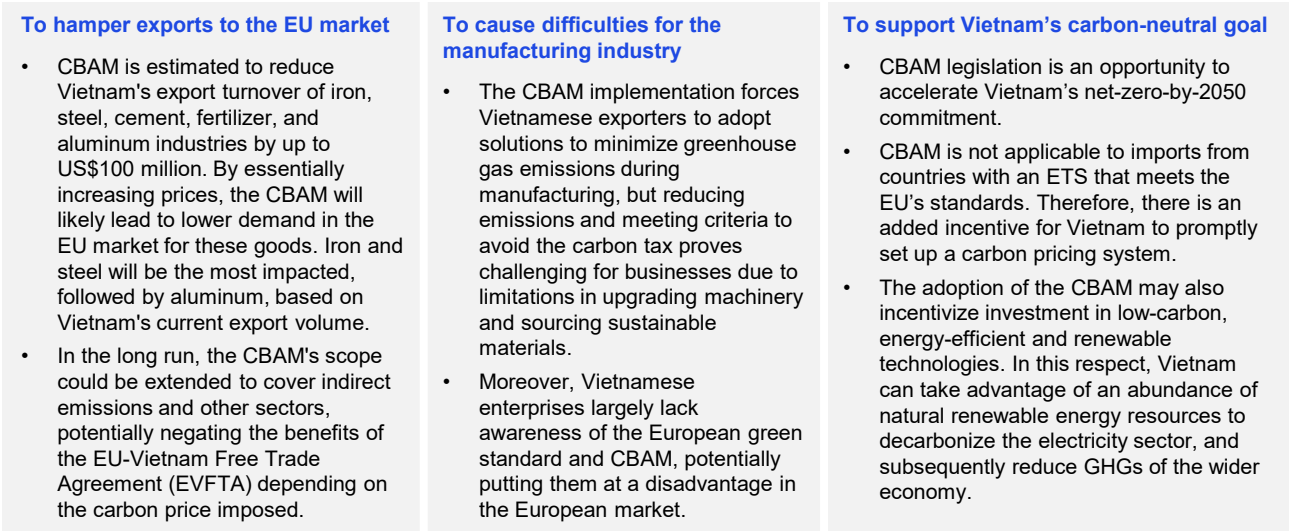 To hamper exports to the EU market
• CBAM is estimated to reduce
Vietnam's export turnover of iron,
steel, cement, fertilizer, and
aluminum industries by up to
US$100 million. By essentially
increasing prices, the CBAM will
likely lead to lower demand in the
EU market for these goods. Iron and
steel will be the most impacted,
followed by aluminum, based on
Vietnam's current export volume.
• In the long run, the CBAM's scope
could be extended to cover indirect
emissions and other sectors,
potentially negating the benefits of
the EU-Vietnam Free Trade
Agreement (EVFTA) depending on
the carbon price imposed.
To cause difficulties for the
manufacturing industry
• The CBAM implementation forces
Vietnamese exporters to adopt
solutions to minimize greenhouse
gas emissions during
manufacturing, but reducing
emissions and meeting criteria to
avoid the carbon tax proves
challenging for businesses due to
limitations in upgrading machinery
and sourcing sustainable
materials.
• Moreover, Vietnamese
enterprises largely lack
awareness of the European green
standard and CBAM, potentially
putting them at a disadvantage in
the European market.
To support Vietnam’s carbon-neutral goal
• CBAM legislation is an opportunity to
accelerate Vietnam’s net-zero-by-2050
commitment.
• CBAM is not applicable to imports from
countries with an ETS that meets the
EU’s standards. Therefore, there is an
added incentive for Vietnam to promptly
set up a carbon pricing system.
• The adoption of the CBAM may also
incentivize investment in low-carbon,
energy-efficient and renewable
technologies. In this respect, Vietnam
can take advantage of an abundance of
natural renewable energy resources to
decarbonize the electricity sector, and
subsequently reduce GHGs of the wider
economy.